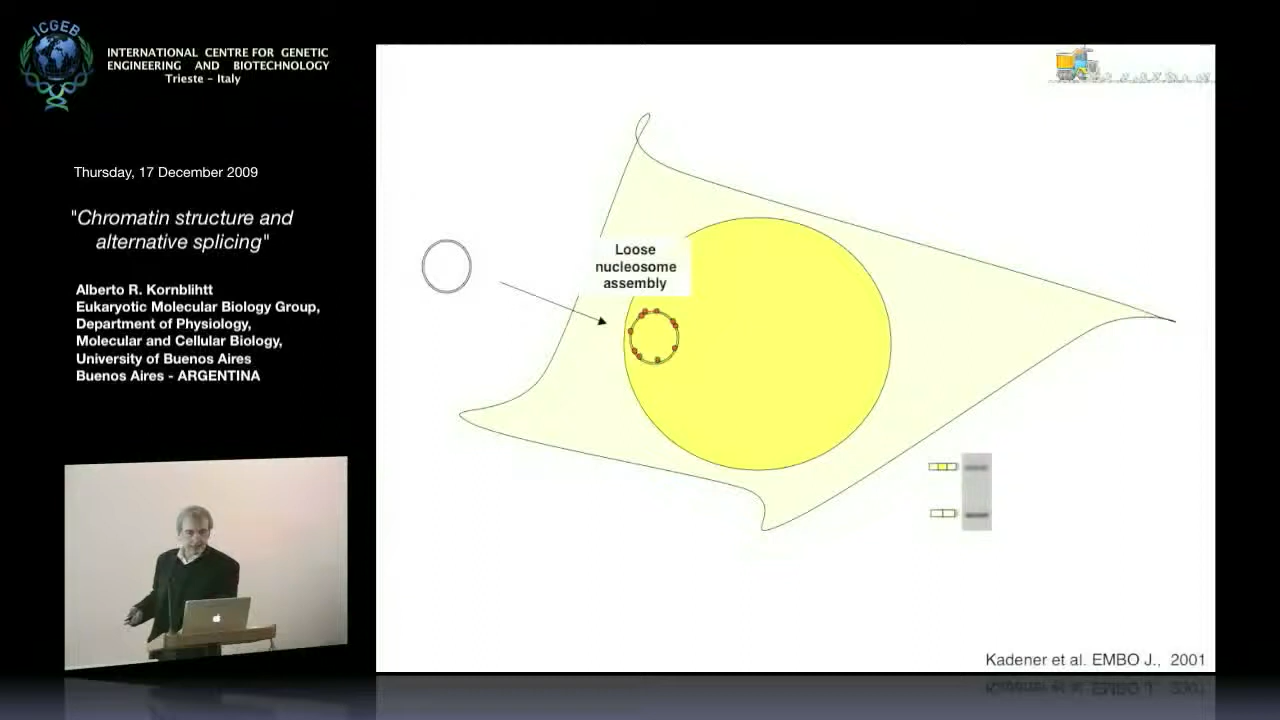 ICGEB
INTERNATIONAL CENTRE FOR GENETIC
ENGINEERING AND BIOTECHNOLOGY
Trieste - Italy
Thursday, 17 December 2009
"Chromatin structure and
alternative splicing"
Alberto R. Kornblihtt
Eukaryotic Molecular Biology Group,
Department of Physiology,
Molecular and Cellular Biology,
University of Buenos Aires
Buenos Aires - ARGENTINA
Loose
nucleosome
assembly
Kadener et al. EMBO J., 2001